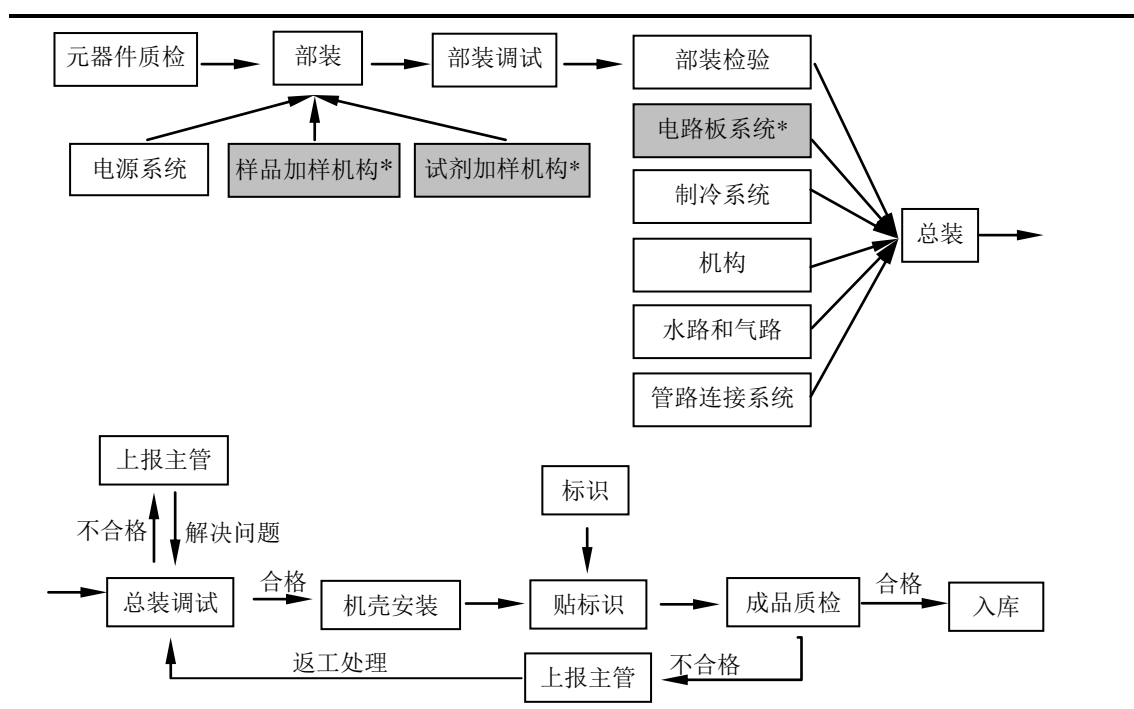 元器件质检
部装
部装调试
部装检验
电源系统
样品加样机构*
试剂加样机构*
电路板系统*
制冷系统
机构
水路和气路
管路连接系统
总装
上报主管
不合格
解决问题
标识
总装调试
合格
机壳安装
贴标识
成品质检
合格
入库
返工处理
上报主管
不合格